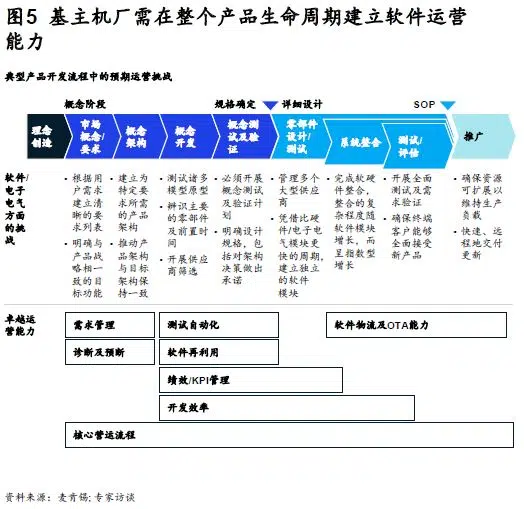 图5 基主机厂需在整个产品生命周期建立软件运营
能力
典型产品开发流程中的预期运营挑战
概念阶段
规格确定
详细设计
SOP
理念
创造
市场
概念/
要求
概念
架构
概念
开发
概念测
试及验
证
零部件
设计/
测试
系统整合
测试/
评估
推广
软件/
电子
电气
方面
的挑
战
• 根据用
户需求
建立清
晰的要
求列表
• 明确与
产品战
略相一
致的目
标功能
• 建立为
特定要
求所需
的产品
架构
• 推动产
品架构
与目标
架构保
持一致
• 测试诸多
模型原型
• 辨识主要
的零部件
及前置时
间
• 开展供应
商筛选
• 必须开展
概念测试
及验证计
划
• 明确设计
规格，包
括对架构
决策做出
承诺
• 管理多个
大型供应
商
• 凭借比硬
件/电子电
气模块更
快的周期，
建立独立
的软件
模块
• 完成软硬
件整合，
整合的复
杂程度随
软件模块
增长，而
呈指数型
增长
• 开展全面
测试及需
求验证
• 确保终端
客户能够
全面接受
新产品
• 确保资源
可扩展以
维持生产
负载
• 快速、远
程地交付
更新
卓越运
营能力
需求管理
测试自动化
软件物流及OTA能力
诊断及预断
软件再利用
绩效/KPI管理
开发效率
核心营运流程
资料来源：麦肯锡; 专家访谈